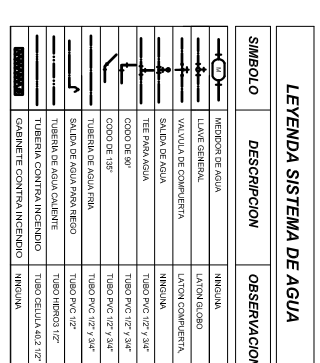 LEYENDA SISTEMA DE AGUA
SIMBOLO DESCRIPCION OBSERVACION
M MEDIDOR DE AGUA NINGUNA
LLAVE GENERAL LATON GLOBO
VALVULA DE COMPUERTA LATON COMPUERTA,
SALIDA DE AGUA NINGUNA
TEE PARA AGUA TUBO PVC 1/2" y 3/4"
CODO DE 90° TUBO PVC 1/2" y 3/4"
CODO DE 135° TUBO PVC 1/2" y 3/4"
TUBERIA DE AGUA FRIA TUBO PVC 1/2" y 3/4"
SALIDA DE AGUA PARA RIEGO TUBO PVC 1/2"
TUBERIA DE AGUA CALIENTE TUBO HIDRO3 1/2"
TUBERIA CONTRA INCENDIO TUBO CELULA 40.2 1/2"
GABINETE CONTRA INCENDIO NINGUNA